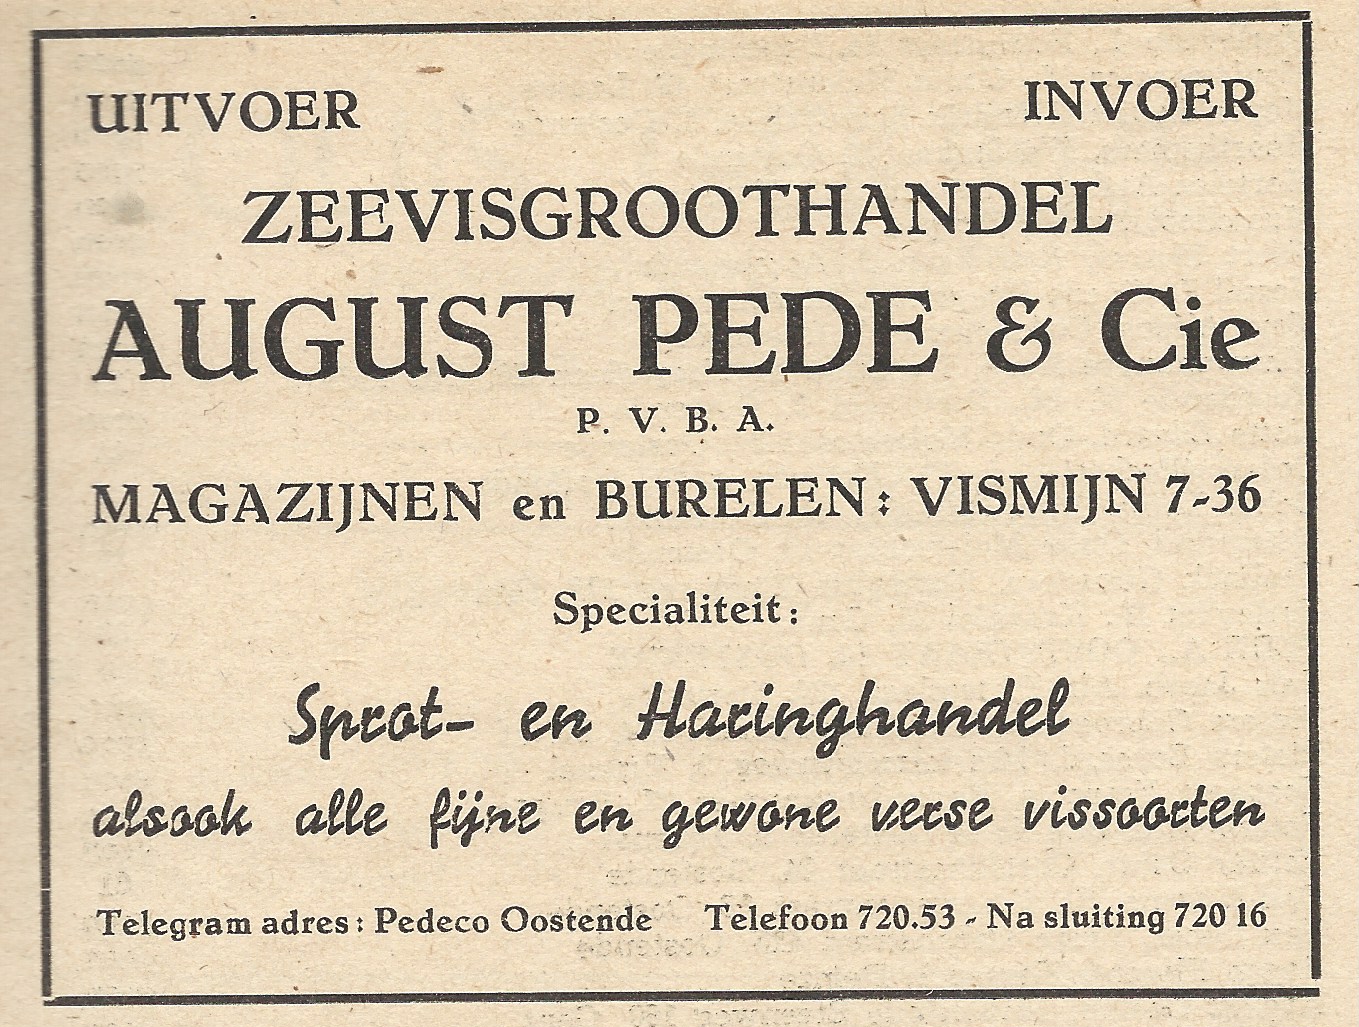 UITVOER INVOER
ZEEVISGROOTHANDEL
AUGUST PEDE & Cie
P. V. B. A.
MAGAZIJNEN en BURELEN: VISMIJN 7-36
Specialiteit:
Sprot- en Haringhandel
alsook alle fijne en gewone verse vissoorten
Telegram adres: Pedeco Oostende Telefoon 720.53 - Na sluiting 720 16